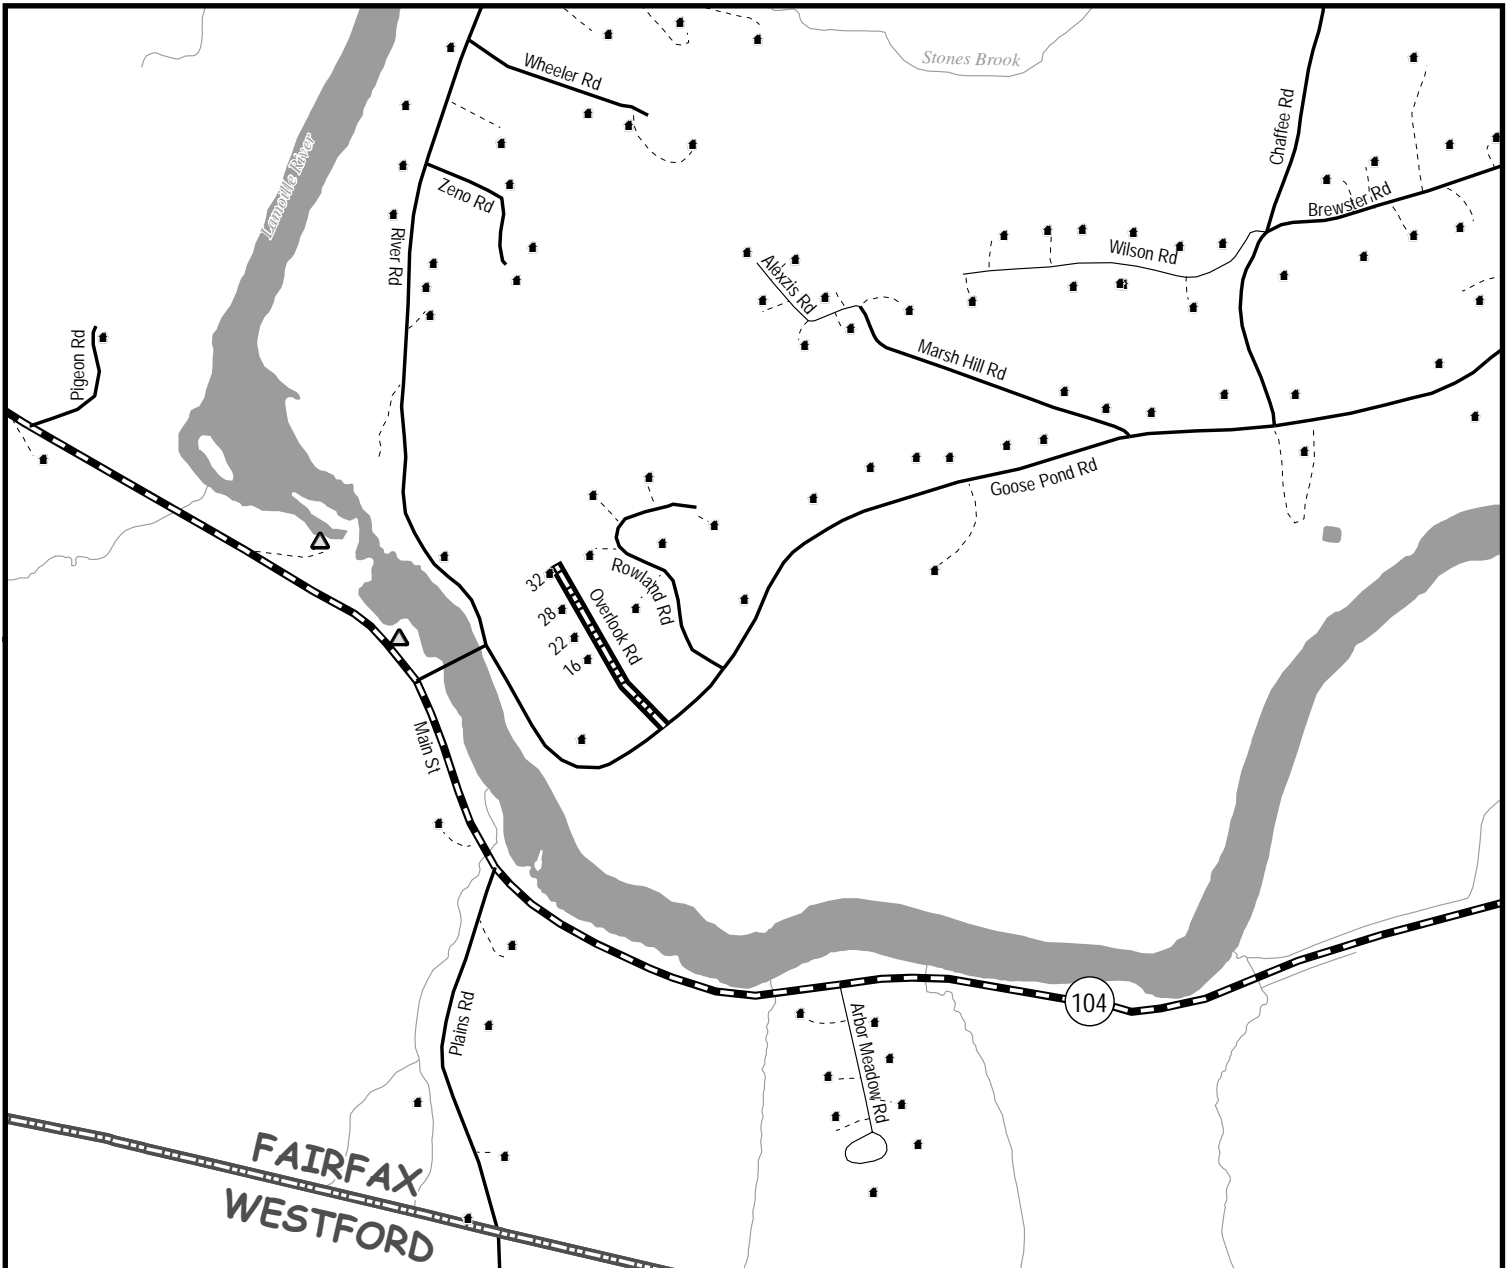 Stones Brook
Wheeler Rd
Chaffee Rd
Lamoille River
Zeno Rd
Brewster Rd
River Rd
Wilson Rd
Alexzis Rd
Pigeon Rd
Marsh Hill Rd
Goose Pond Rd
Rowland Rd
32
28
22
16
Overlook Rd
Main St
104
Arbor Meadow Rd
Plains Rd
FAIRFAX
WESTFORD